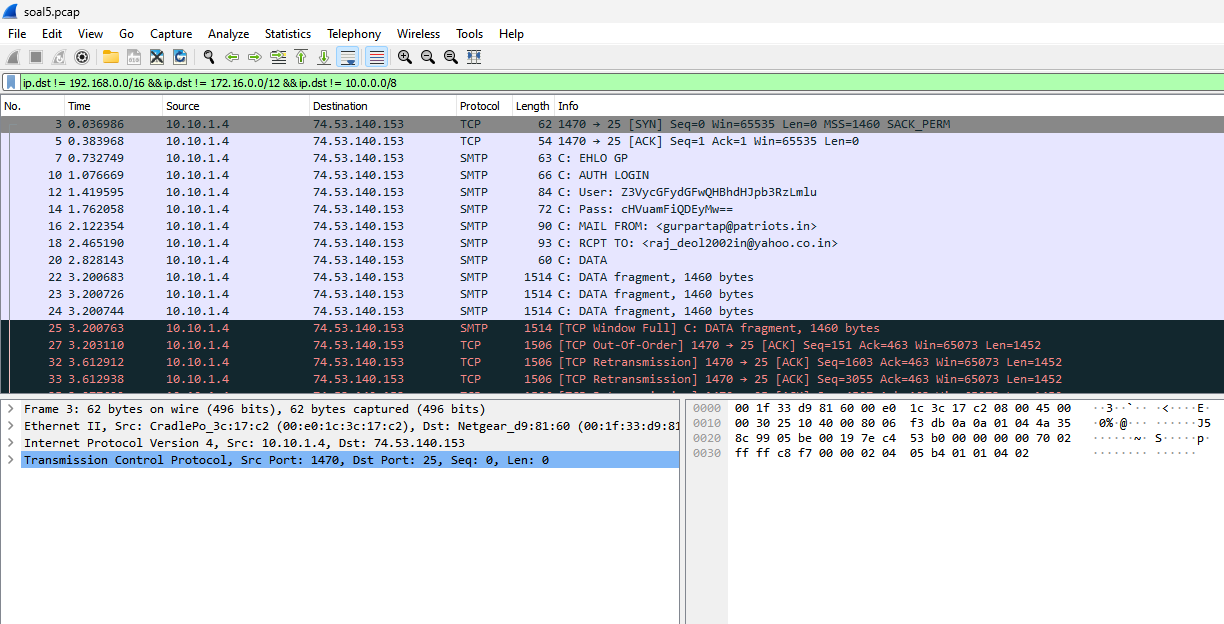 soal5.pcap
File Edit View Go Capture Analyze Statistics Telephony Wireless Tools Help
ip.dst != 192.168.0.0/16 && ip.dst != 172.16.0.0/12 && ip.dst != 10.0.0.0/8
No. Time Source Destination Protocol Length Info
3 0.036986 10.10.1.4 74.53.140.153 TCP 62 1470 → 25 [SYN] Seq=0 Win=65535 Len=0 MSS=1460 SACK_PERM
5 0.383968 10.10.1.4 74.53.140.153 TCP 54 1470 → 25 [ACK] Seq=1 Ack=1 Win=65535 Len=0
7 0.732749 10.10.1.4 74.53.140.153 SMTP 63 C: EHLO GP
10 1.076669 10.10.1.4 74.53.140.153 SMTP 66 C: AUTH LOGIN
12 1.419595 10.10.1.4 74.53.140.153 SMTP 84 C: User: Z3VycGFydGFwQHBhdHJpb3RzLmlu
14 1.762058 10.10.1.4 74.53.140.153 SMTP 72 C: Pass: cHVuamFiQDEyMw==
16 2.122354 10.10.1.4 74.53.140.153 SMTP 90 C: MAIL FROM: <gurpartap@patriots.in>
18 2.465190 10.10.1.4 74.53.140.153 SMTP 93 C: RCPT TO: <raj_deol2002in@yahoo.co.in>
20 2.828143 10.10.1.4 74.53.140.153 SMTP 60 C: DATA
22 3.200683 10.10.1.4 74.53.140.153 SMTP 1514 C: DATA fragment, 1460 bytes
23 3.200726 10.10.1.4 74.53.140.153 SMTP 1514 C: DATA fragment, 1460 bytes
24 3.200744 10.10.1.4 74.53.140.153 SMTP 1514 C: DATA fragment, 1460 bytes
25 3.200763 10.10.1.4 74.53.140.153 SMTP 1514 [TCP Window Full] C: DATA fragment, 1460 bytes
27 3.203110 10.10.1.4 74.53.140.153 TCP 1506 [TCP Out-Of-Order] 1470 → 25 [ACK] Seq=151 Ack=463 Win=65073 Len=1452
32 3.612912 10.10.1.4 74.53.140.153 TCP 1506 [TCP Retransmission] 1470 → 25 [ACK] Seq=1603 Ack=463 Win=65073 Len=1452
33 3.612938 10.10.1.4 74.53.140.153 TCP 1506 [TCP Retransmission] 1470 → 25 [ACK] Seq=3055 Ack=463 Win=65073 Len=1452
Frame 3: 62 bytes on wire (496 bits), 62 bytes captured (496 bits)
Ethernet II, Src: CradlePo_3c:17:c2 (00:e0:1c:3c:17:c2), Dst: Netgear_d9:81:60 (00:1f:33:d9:81
Internet Protocol Version 4, Src: 10.10.1.4, Dst: 74.53.140.153
Transmission Control Protocol, Src Port: 1470, Dst Port: 25, Seq: 0, Len: 0
0000 00 1f 33 d9 81 60 00 e0 1c 3c 17 c2 08 00 45 00 ··3··`·· ·<····E·
0010 00 30 25 10 40 00 80 06 f3 db 0a 0a 01 04 4a 35 ·0%·@··· ······J5
0020 8c 99 05 be 00 19 7e c4 53 b0 00 00 00 00 70 02 ······~· S·····p·
0030 ff ff c8 f7 00 00 02 04 05 b4 01 01 04 02 ········ ······